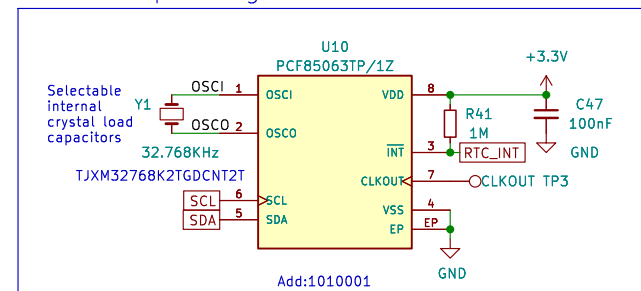 U10
PCF85063TP/1Z
+3.3V
Selectable
internal
crystal load
capacitors
Y1
OSCI 1 OSCI
VDD 8
C47
100nF
R41
1M
OSCO 2 OSCO
INT 3 RTC_INT
GND
32.768KHz
TJXM32768K2TGDCNT2T
CLKOUT 7 CLKOUT TP3
SCL 6 SCL
SDA 5 SDA
VSS 4
EP EP
GND
Add:1010001